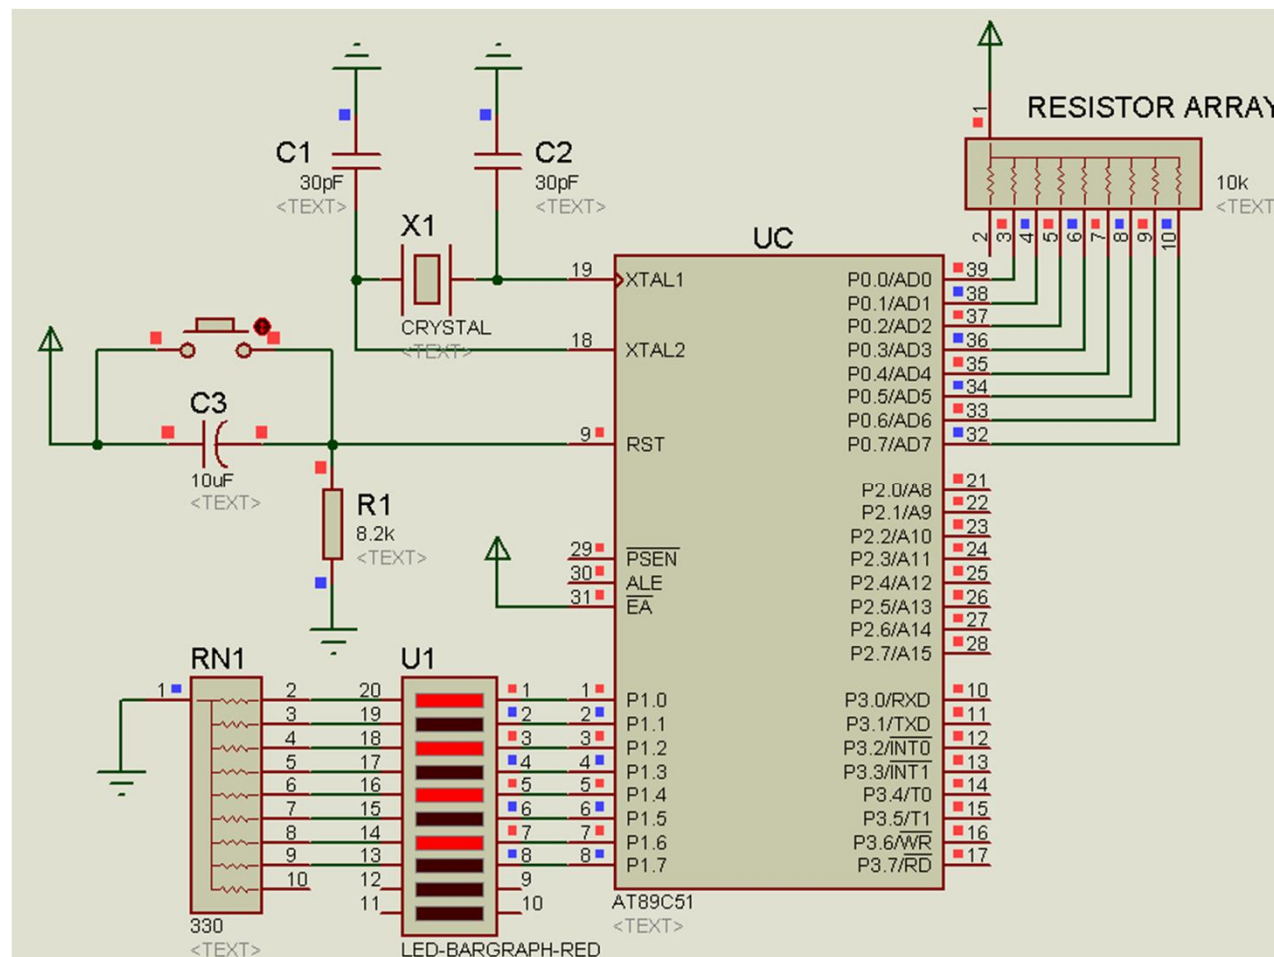 RESISTOR ARRAY
1
10k
<TEXT
2 3 4 5 6 7 8 9 10
C1
30pF
<TEXT>
C2
30pF
<TEXT>
X1
CRYSTAL
<TEXT>
C3
10uF
<TEXT>
R1
8.2k
<TEXT>
UC
19 XTAL1 P0.0/AD0 39
P0.1/AD1 38
P0.2/AD2 37
18 XTAL2 P0.3/AD3 36
P0.4/AD4 35
P0.5/AD5 34
P0.6/AD6 33
9 RST P0.7/AD7 32
P2.0/A8 21
P2.1/A9 22
P2.2/A10 23
29 PSEN P2.3/A11 24
30 ALE P2.4/A12 25
31 EA P2.5/A13 26
P2.6/A14 27
P2.7/A15 28
RN1
U1
1 2 20 1 1 P1.0 P3.0/RXD 10
3 19 2 2 P1.1 P3.1/TXD 11
4 18 3 3 P1.2 P3.2/INT0 12
5 17 4 4 P1.3 P3.3/INT1 13
6 16 5 5 P1.4 P3.4/T0 14
7 15 6 6 P1.5 P3.5/T1 15
8 14 7 7 P1.6 P3.6/WR 16
9 13 8 8 P1.7 P3.7/RD 17
10 12 9
11 10
330
<TEXT>
LED-BARGRAPH-RED
AT89C51
<TEXT>